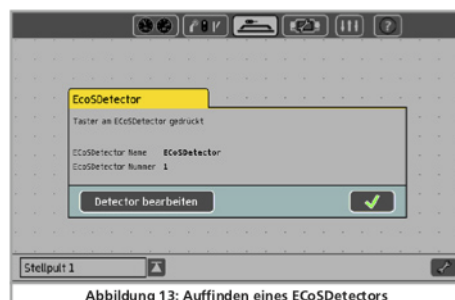 EcoSDetector
Taster am ECoSDetector gedrückt
ECoSDetector Name ECoSDetector
EcoSDetector Nummer 1
Detector bearbeiten
Stellpult 1
Abbildung 13: Auffinden eines ECoSDetectors